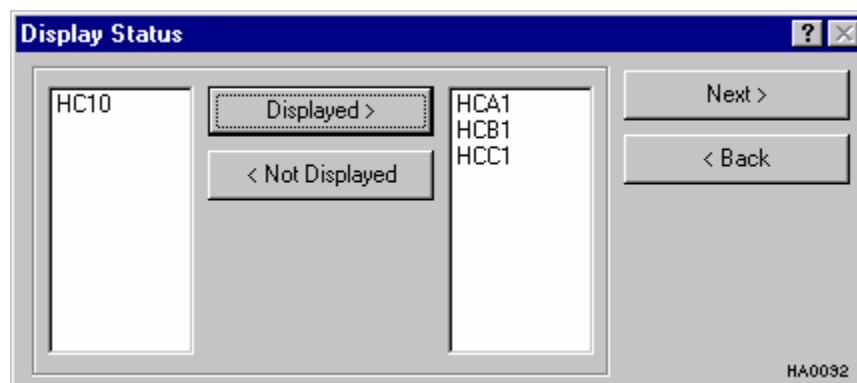 Display Status
?
HC10
Displayed >
< Not Displayed
HCA1
HCB1
HCC1
Next >
< Back
HA0092